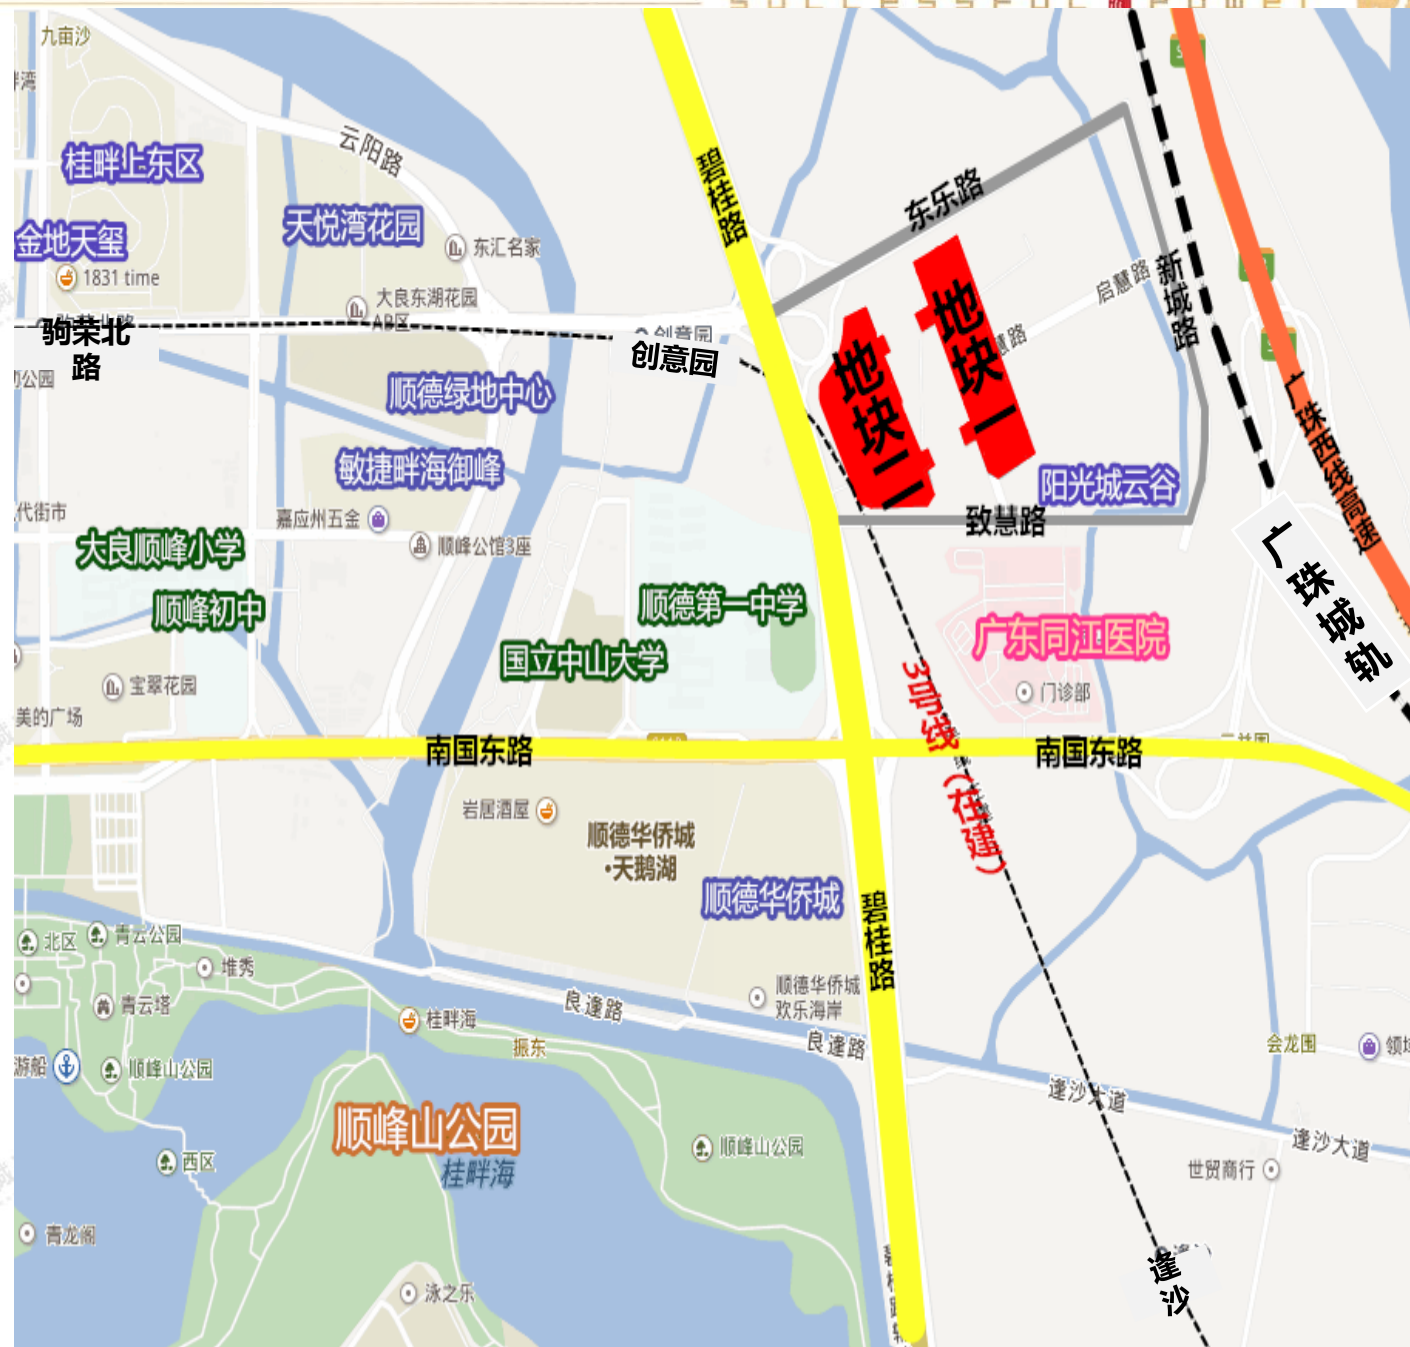 九亩沙
云阳路
碧桂路
桂畔上东区
天悦湾花园
东乐路
金地天玺
东汇名家
1831 time
启慧路
新城路
大良东湖花园
AB区
地块一
驹荣北路
创意园
创意园
慧路
地块二
顺德绿地中心
广珠西线高速
敏捷畔海御峰
阳光城云谷
代街市
嘉应州五金
致慧路
顺峰公馆3座
大良顺峰小学
广珠城轨
顺峰初中
顺德第一中学
广东同江医院
国立中山大学
宝翠花园
门诊部
3号线（在建）
美的广场
南国东路
南国东路
岩居酒屋
顺德华侨城
·天鹅湖
顺德华侨城
碧桂路
北区
青云公园
堆秀
顺德华侨城
欢乐海岸
青云塔
良逢路
桂畔海
良逢路
振东
会龙围
游船
顺峰山公园
逢沙大道
顺峰山公园
顺峰山公园
逢沙大道
桂畔海
西区
世贸商行
青龙阁
逢沙
泳之乐